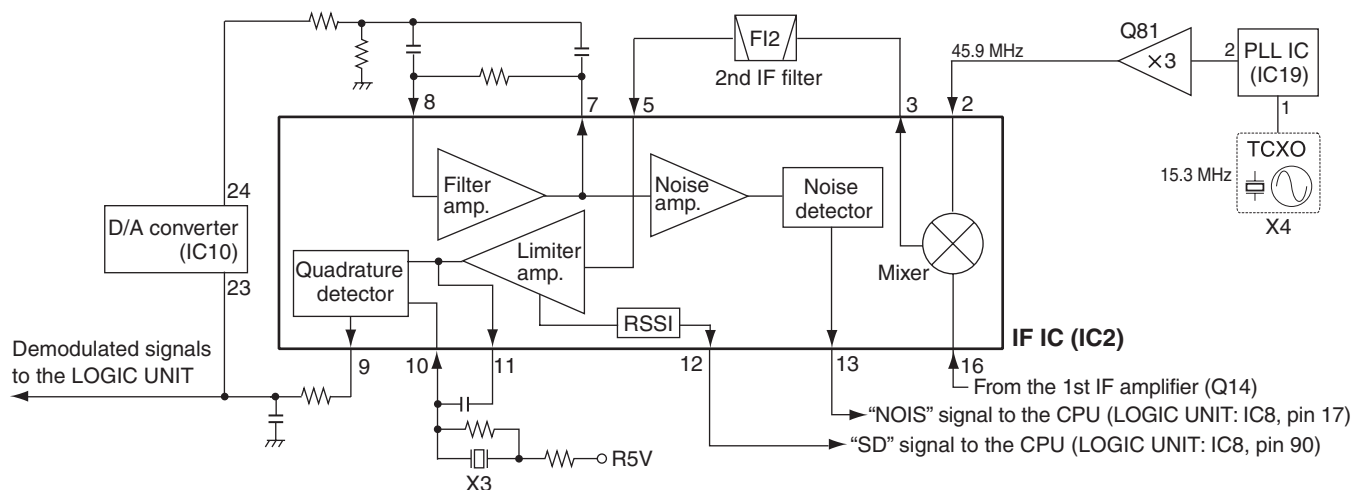 FI2
2nd IF filter
45.9 MHz
Q81
×3
2
PLL IC
(IC19)
1
TCXO
15.3 MHz
X4
8
7
5
3
2
Filter
amp.
Noise
amp.
Noise
detector
Mixer
24
D/A converter
(IC10)
23
Quadrature
detector
Limiter
amp.
RSSI
IF IC (IC2)
Demodulated signals
to the LOGIC UNIT
9
10
11
12
13
16
From the 1st IF amplifier (Q14)
“NOIS” signal to the CPU (LOGIC UNIT: IC8, pin 17)
“SD” signal to the CPU (LOGIC UNIT: IC8, pin 90)
R5V
X3